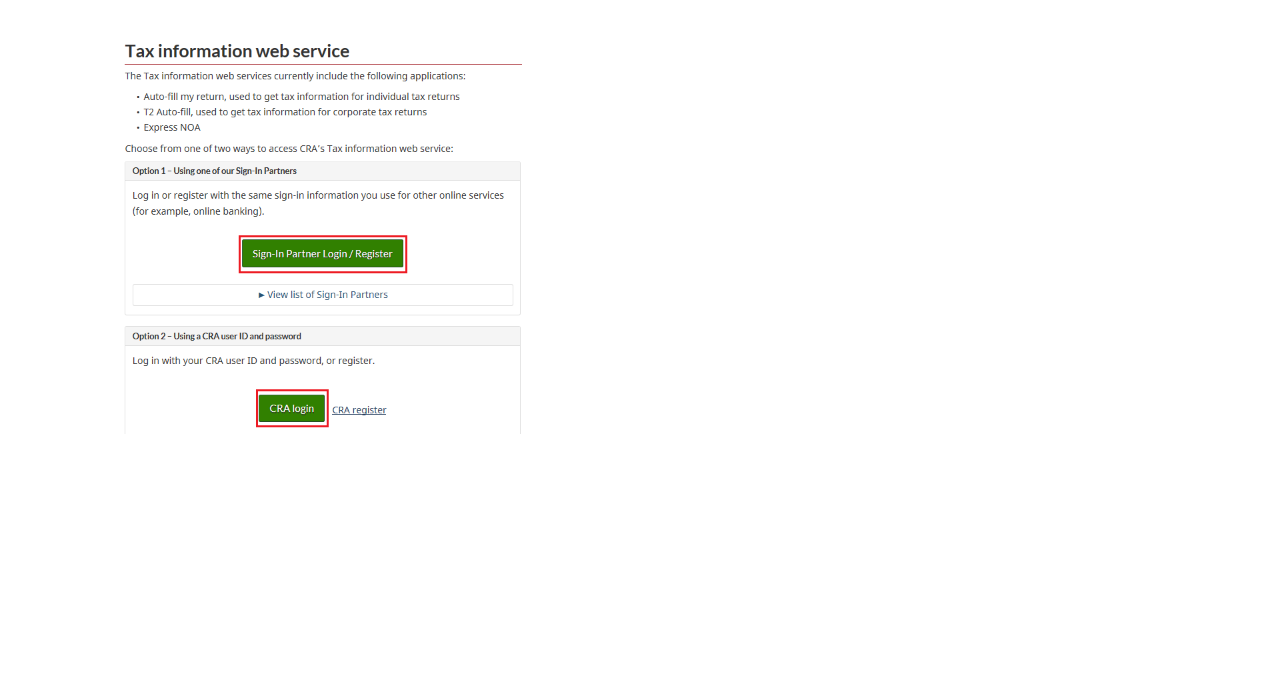 Tax information web service
The Tax information web services currently include the following applications:
• Auto-fill my return, used to get tax information for individual tax returns
• T2 Auto-fill, used to get tax information for corporate tax returns
• Express NOA
Choose from one of two ways to access CRA's Tax information web service:
Option 1 – Using one of our Sign-In Partners
Log in or register with the same sign-in information you use for other online services
(for example, online banking).
Sign-In Partner Login / Register
▶ View list of Sign-In Partners
Option 2 – Using a CRA user ID and password
Log in with your CRA user ID and password, or register.
CRA login CRA register